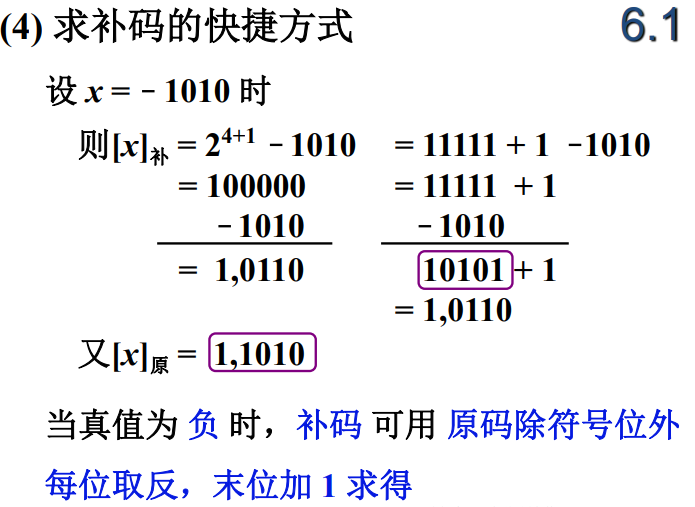 (4) 求补码的快捷方式 6.1
设 x = － 1010 时
则[x]补 = 2^{4+1} － 1010 = 11111 + 1 －1010
= 100000 = 11111 + 1
－1010 －1010
= 1,0110 10101 + 1
= 1,0110
又[x]原 = 1,1010
当真值为 负 时，补码 可用 原码除符号位外
每位取反，末位加 1 求得